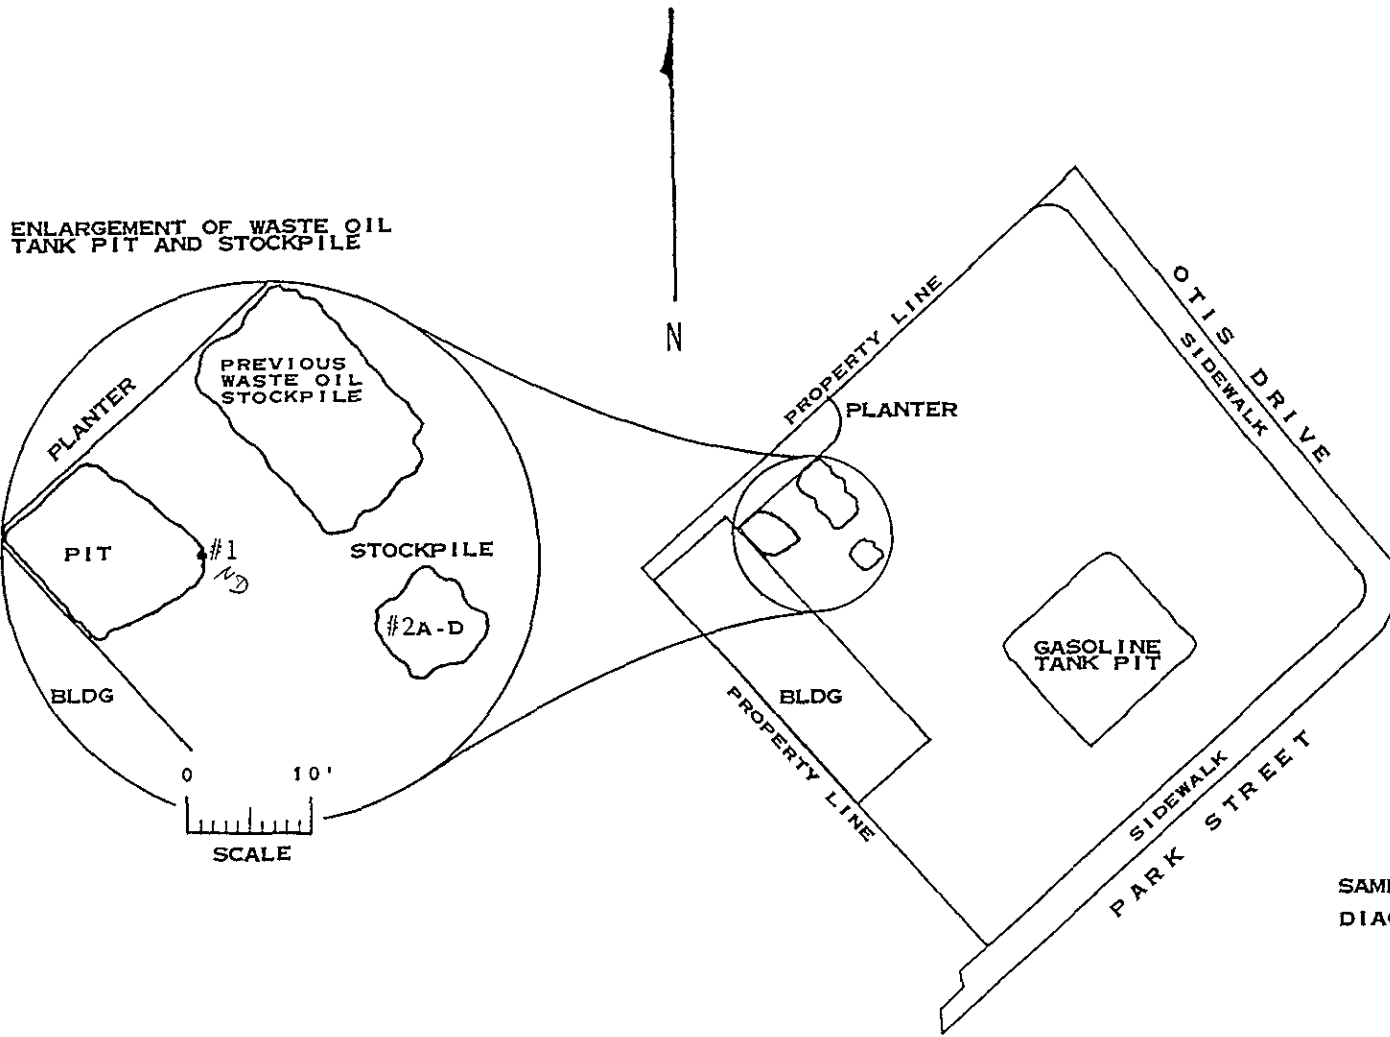 ENLARGEMENT OF WASTE OIL
TANK PIT AND STOCKPILE
N
PREVIOUS
WASTE OIL
STOCKPILE
PLANTER
PIT
#1
ND
STOCKPILE
#2A-D
BLDG
0 10'
SCALE
PROPERTY LINE
PLANTER
OTIS DRIVE
SIDEWALK
GASOLINE
TANK PIT
BLDG
PROPERTY LINE
SIDEWALK
PARK STREET